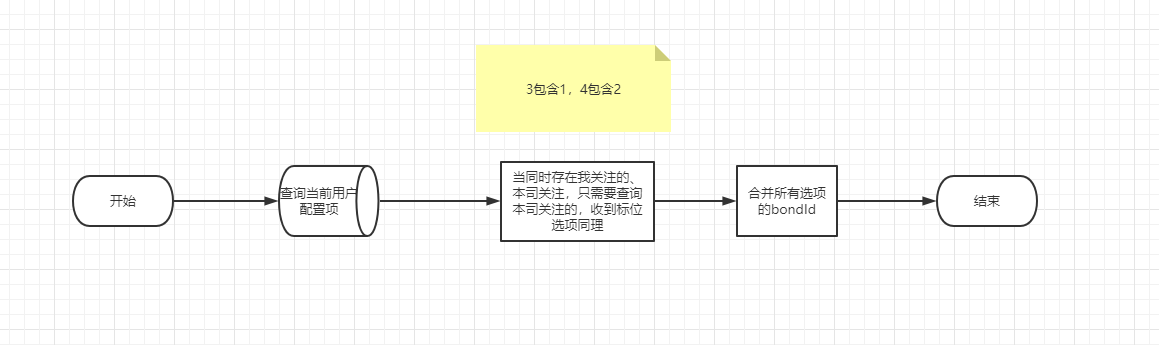 3包含1，4包含2
开始
查询当前用户
配置项
当同时存在我关注的、
本司关注，只需要查询
本司关注的，收到标位
选项同理
合并所有选项
的bondId
结束